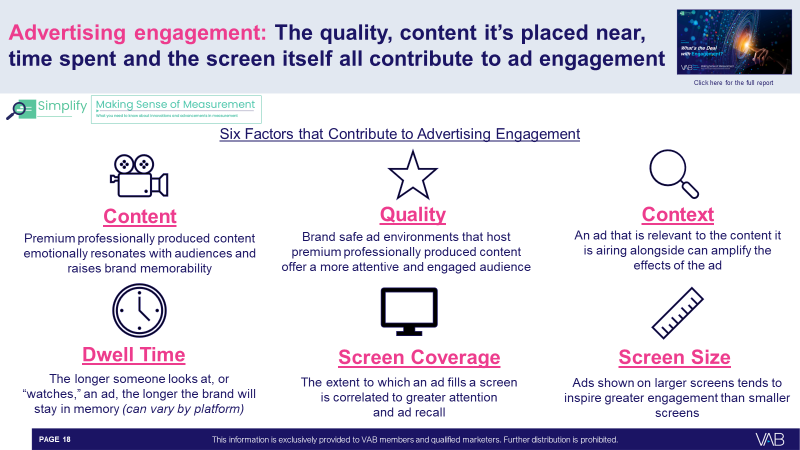 Advertising engagement: The quality, content it's placed near,
time spent and the screen itself all contribute to ad engagement
What's the Deal
with Engagement?
VAB
Click here for the full report
Simplify
Making Sense of Measurement
What you need to know about innovations and advancements in measurement
Six Factors that Contribute to Advertising Engagement
Content
Premium professionally produced content
emotionally resonates with audiences and
raises brand memorability
Quality
Brand safe ad environments that host
premium professionally produced content
offer a more attentive and engaged audience
Context
An ad that is relevant to the content it
is airing alongside can amplify the
effects of the ad
Dwell Time
The longer someone looks at, or
“watches,” an ad, the longer the brand will
stay in memory (can vary by platform)
Screen Coverage
The extent to which an ad fills a screen
is correlated to greater attention
and ad recall
Screen Size
Ads shown on larger screens tends to
inspire greater engagement than smaller
screens
PAGE 18
This information is exclusively provided to VAB members and qualified marketers. Further distribution is prohibited.
VAB